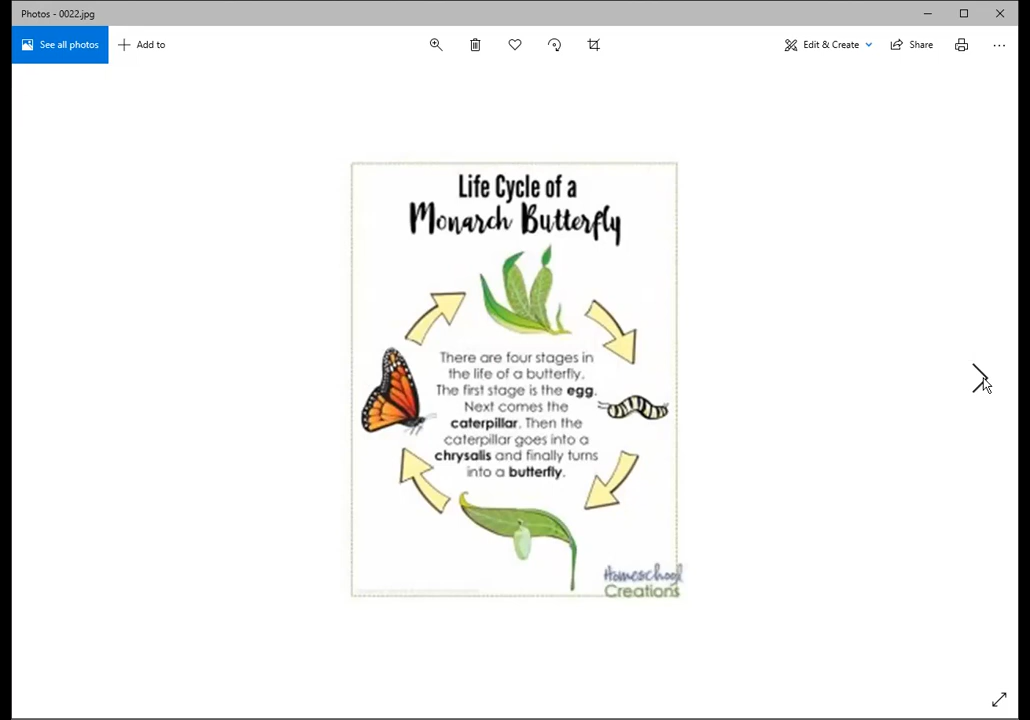 Photos - 0022.jpg
See all photos
Add to
Edit & Create
Share
Life Cycle of a
Monarch Butterfly
There are four stages in
the life of a butterfly.
The first stage is the egg.
Next comes the
caterpillar. Then the
caterpillar goes into a
chrysalis and finally turns
into a butterfly.
Homeschool
Creations